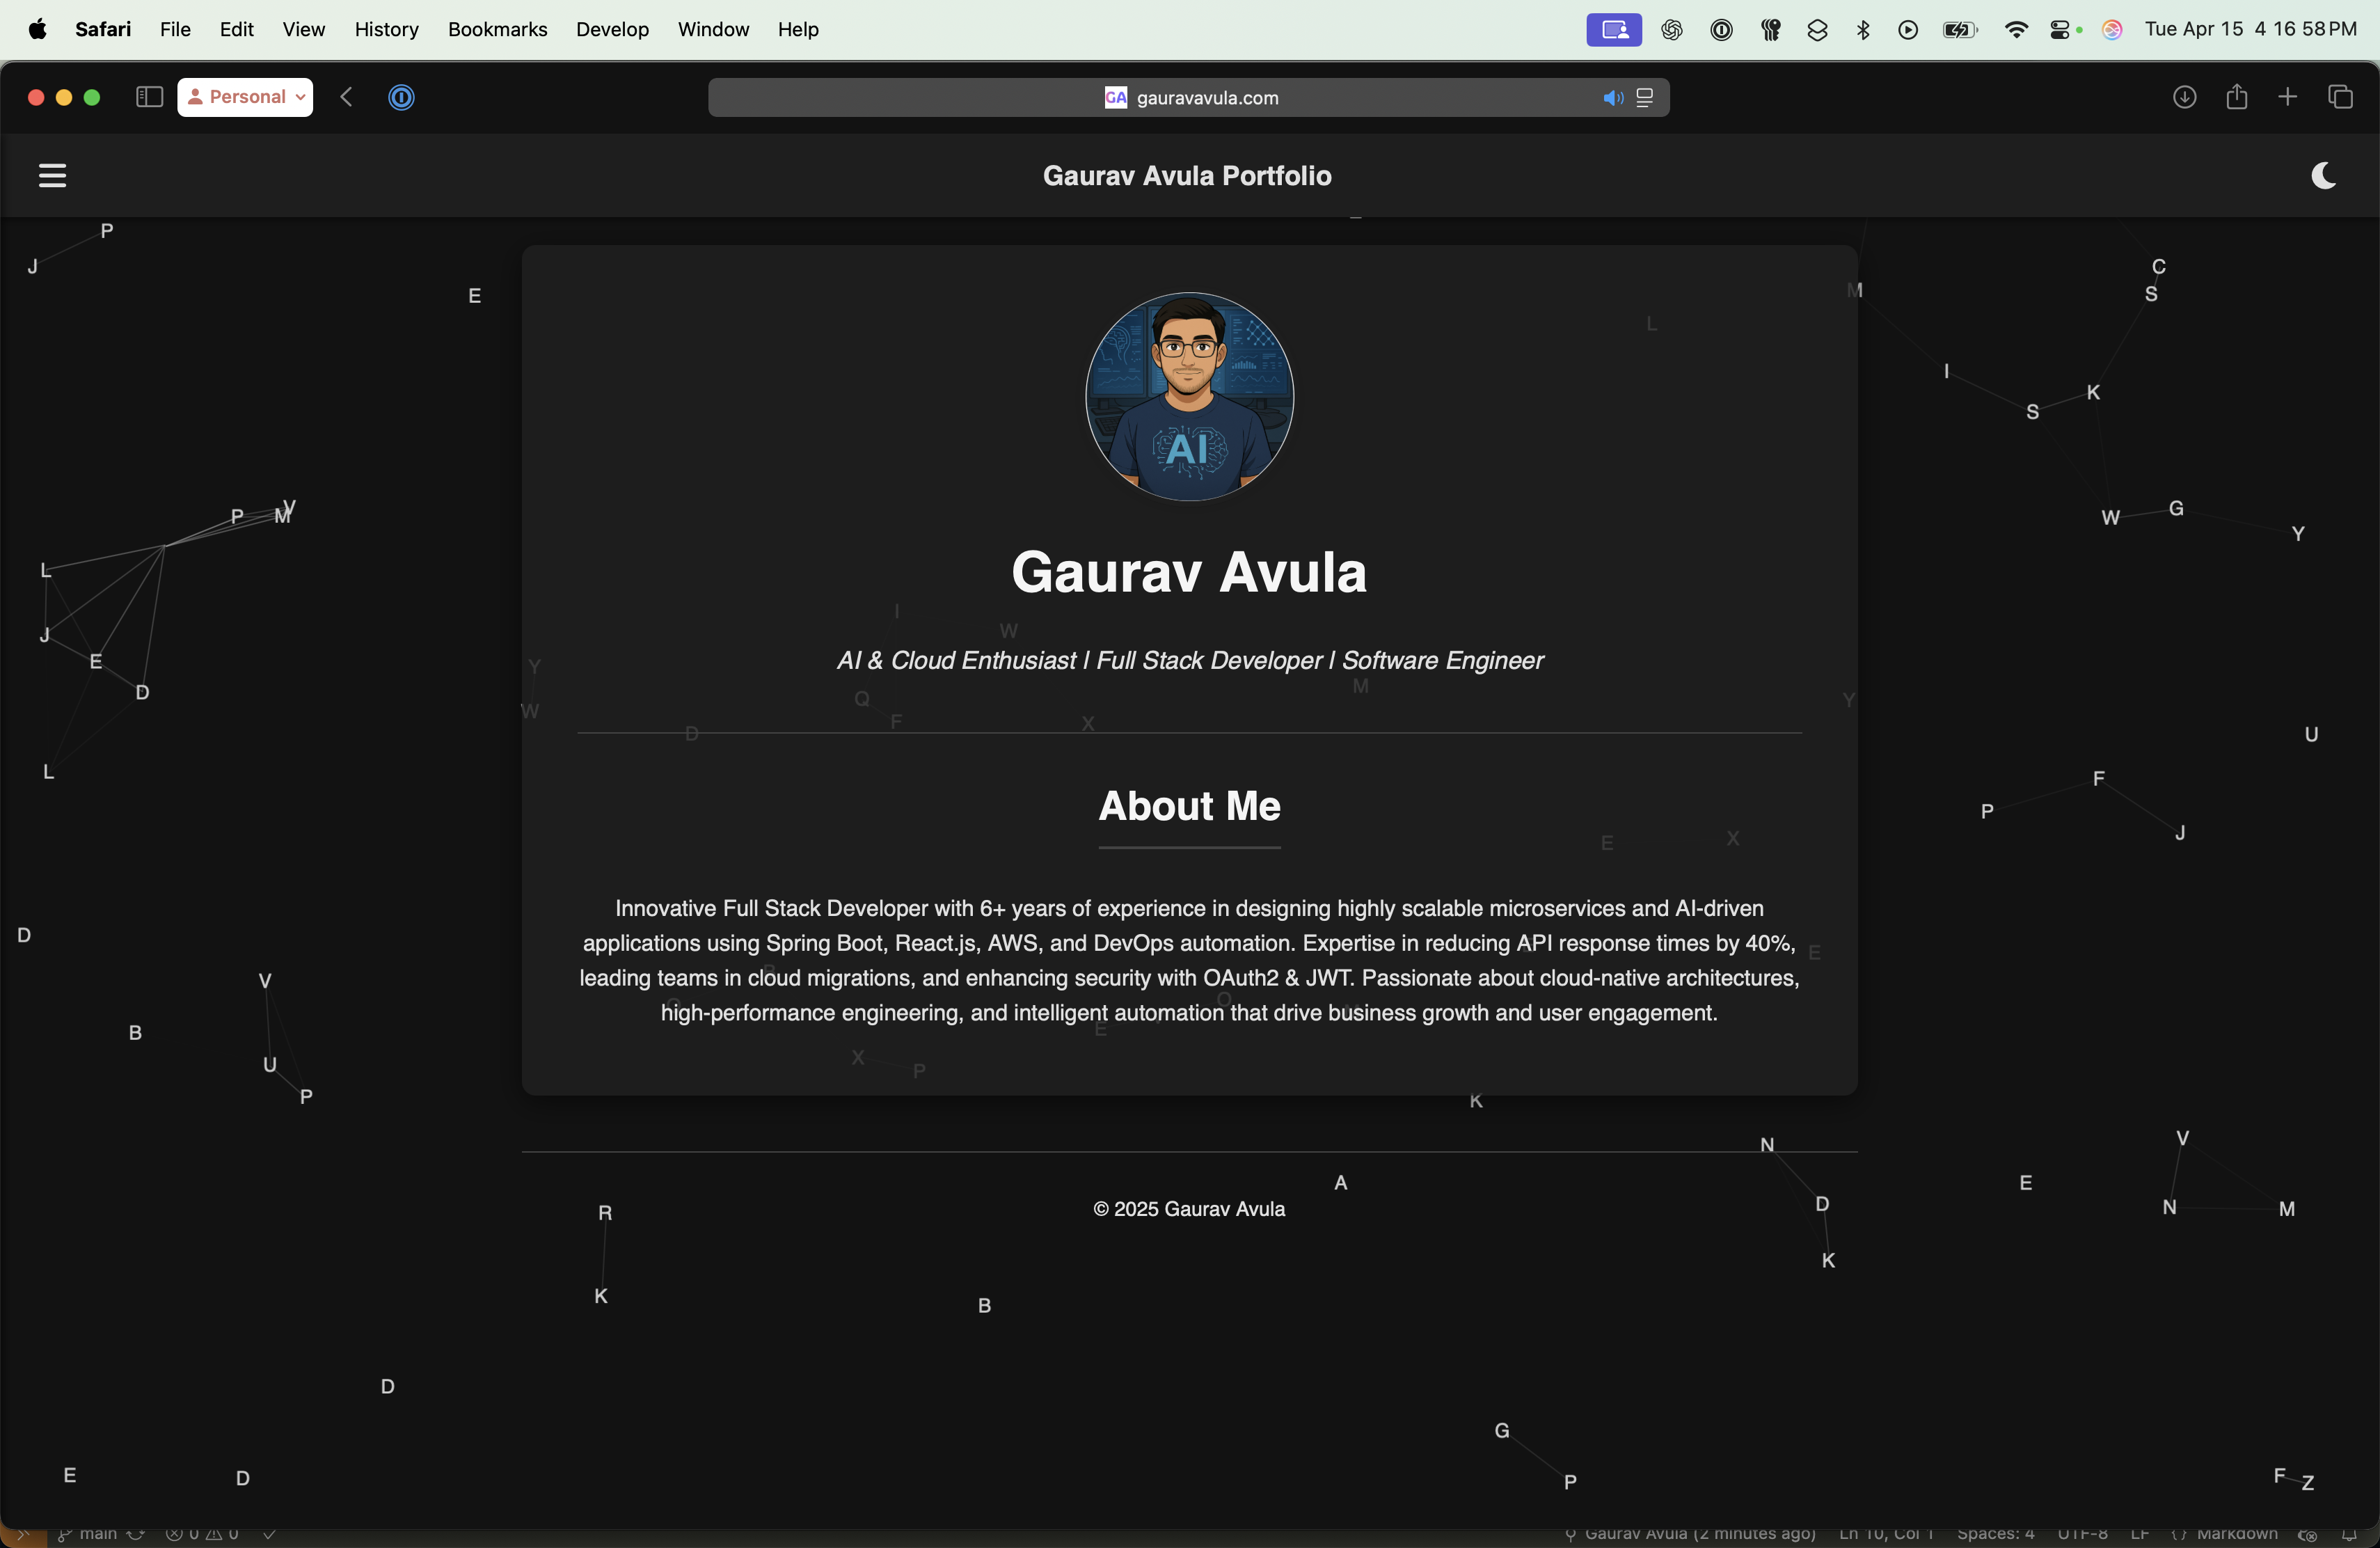 Safari File Edit View History Bookmarks Develop Window Help Tue Apr 15 4 16 58 PM
Personal GA gauravavula.com
Gaurav Avula Portfolio
P
J
E
C
S
M
L
I
K
S
AI
V
P M
G
W
Y
L
Gaurav Avula
I
W
J
E
AI & Cloud Enthusiast | Full Stack Developer | Software Engineer
Y
D
M
Q
Y
W
F
X
D
U
L
F
About Me
P
J
E
X
Innovative Full Stack Developer with 6+ years of experience in designing highly scalable microservices and AI-driven
applications using Spring Boot, React.js, AWS, and DevOps automation. Expertise in reducing API response times by 40%,
leading teams in cloud migrations, and enhancing security with OAuth2 & JWT. Passionate about cloud-native architectures,
high-performance engineering, and intelligent automation that drive business growth and user engagement.
D
E
V
O
B
E
X
U
P
P
K
V
N
A
E
D
N
M
© 2025 Gaurav Avula
R
K
K
B
D
G
E
D
P
F
Z
main 0 0 Gaurav Avula (2 minutes ago) Ln 10, Col 1 Spaces: 4 UTF-8 LF {} Markdown